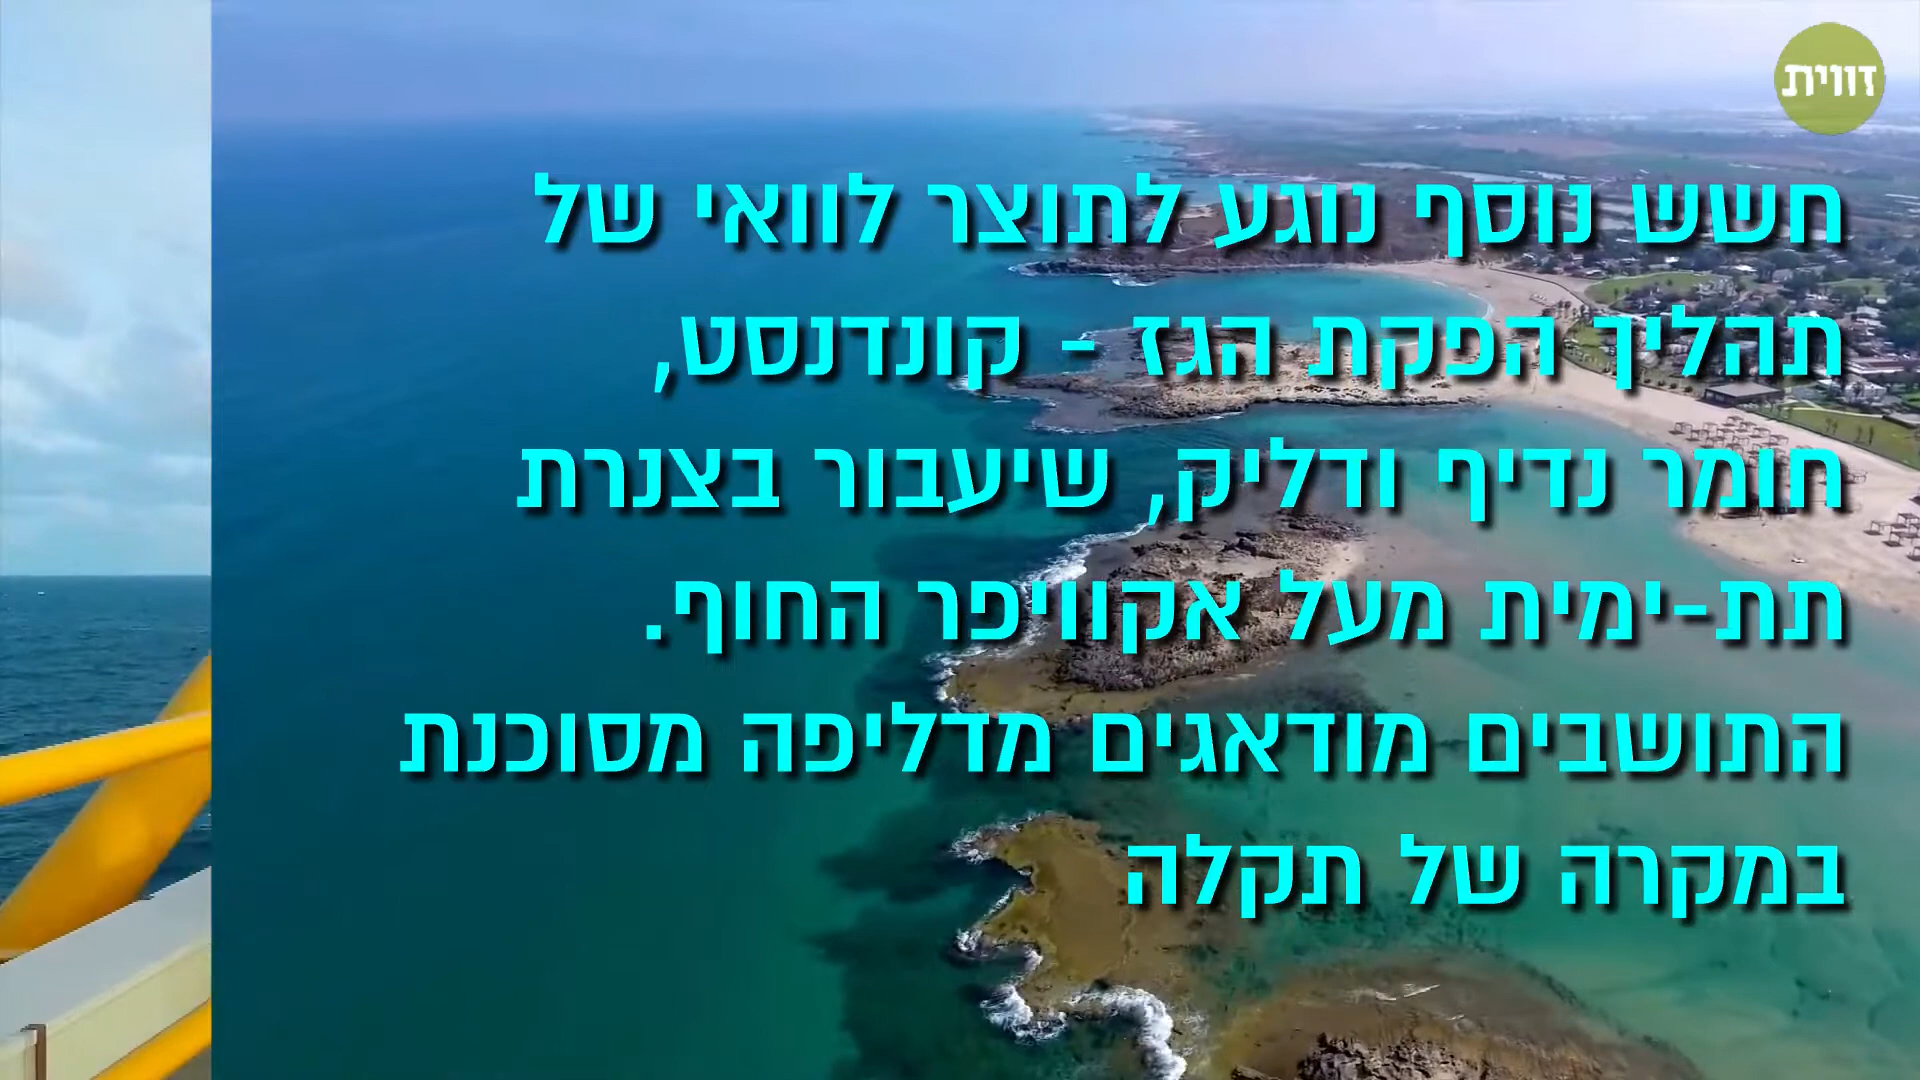 זווית
חשש נוסף נוגע לתוצר לוואי של
תהליך הפקת הגז - קונדנסט,
חומר נדיף ודליק, שיעבור בצנרת
תת-ימית מעל אקוויפר החוף.
התושבים מודאגים מדליפה מסוכנת
במקרה של תקלה